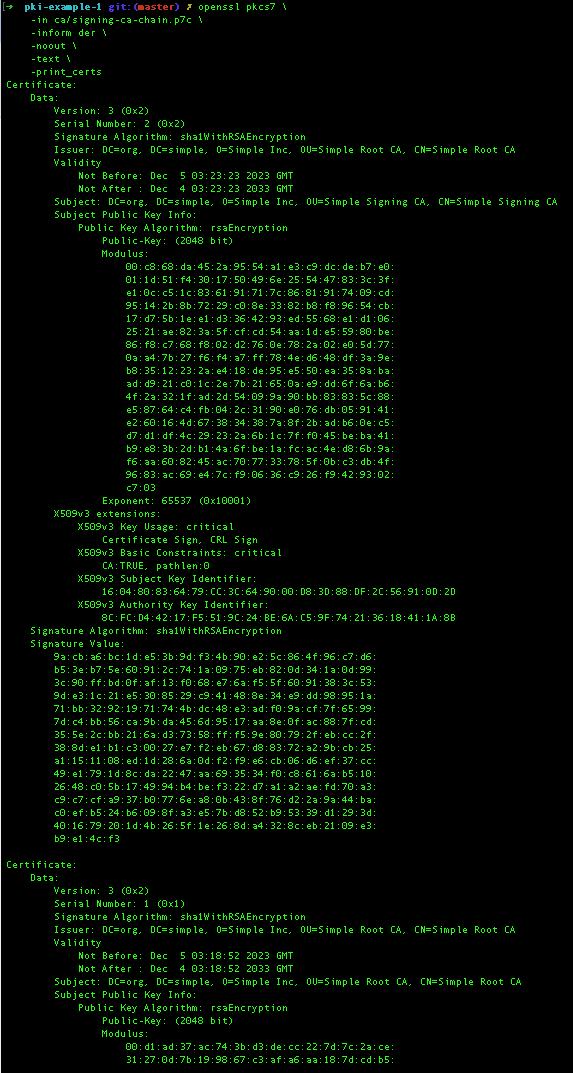 [➜  pki-example-1 git:(master) ✗ openssl pkcs7 \
-in ca/signing-ca-chain.p7c \
-inform der \
-noout \
-text \
-print_certs
Certificate:
Data:
Version: 3 (0x2)
Serial Number: 2 (0x2)
Signature Algorithm: sha1WithRSAEncryption
Issuer: DC=org, DC=simple, O=Simple Inc, OU=Simple Root CA, CN=Simple Root CA
Validity
Not Before: Dec  5 03:23:23 2023 GMT
Not After : Dec  4 03:23:23 2033 GMT
Subject: DC=org, DC=simple, O=Simple Inc, OU=Simple Signing CA, CN=Simple Signing CA
Subject Public Key Info:
Public Key Algorithm: rsaEncryption
Public-Key: (2048 bit)
Modulus:
00:c8:68:da:45:2a:95:54:a1:e3:c9:dc:de:b7:e0:
01:1d:51:f4:30:17:50:49:6e:25:54:47:83:3c:3f:
e1:0c:c5:1c:83:61:91:71:7c:86:81:91:74:09:cd:
95:14:2b:8b:72:29:c0:8e:33:82:b8:f8:96:54:cb:
17:d7:5b:1e:e1:d3:36:42:93:ed:55:68:e1:d1:06:
25:21:ae:82:3a:5f:cf:cd:54:aa:1d:e5:59:80:be:
86:f8:c7:68:f8:02:d2:76:0e:78:2a:02:e0:5d:77:
0a:a4:7b:27:f6:f4:a7:ff:78:4e:d6:48:df:3a:9e:
b8:35:12:23:2a:e4:18:de:95:e5:50:ea:35:8a:ba:
ad:d9:21:c0:1c:2e:7b:21:65:0a:e9:dd:6f:6a:b6:
4f:2a:32:1f:ad:2d:54:09:9a:90:bb:83:83:5c:88:
e5:87:64:c4:fb:04:2c:31:90:e0:76:db:05:91:41:
e2:60:16:4d:67:38:34:38:7a:8f:2b:ad:b6:0e:c5:
d7:d1:df:4c:29:23:2a:6b:1c:7f:f0:45:be:ba:41:
b9:e8:3b:2d:b1:4a:6f:be:1a:fc:ac:4e:d8:6b:9a:
f6:aa:60:82:45:ac:70:77:33:78:5f:0b:c3:db:4f:
96:83:ac:69:e4:7c:f9:06:36:c9:26:f9:42:93:02:
c7:03
Exponent: 65537 (0x10001)
X509v3 extensions:
X509v3 Key Usage: critical
Certificate Sign, CRL Sign
X509v3 Basic Constraints: critical
CA:TRUE, pathlen:0
X509v3 Subject Key Identifier:
16:04:80:83:64:79:CC:3C:64:90:00:D8:3D:88:DF:2C:56:91:0D:2D
X509v3 Authority Key Identifier:
8C:FC:D4:42:17:F5:51:9C:24:BE:6A:C5:9F:74:21:36:18:41:1A:8B
Signature Algorithm: sha1WithRSAEncryption
Signature Value:
9a:cb:a6:bc:1d:e5:3b:9d:f3:4b:90:e2:5c:86:4f:96:c7:d6:
b5:3e:b7:5e:60:91:2c:74:1a:09:75:eb:82:0d:34:1a:0d:99:
3c:90:ff:bd:0f:af:13:f0:68:e7:6a:f5:5f:60:91:38:3c:53:
9d:e3:1c:21:e5:30:85:29:c9:41:48:8e:34:e9:dd:98:95:1a:
71:bb:32:92:19:71:74:4b:dc:48:e3:ad:f0:9a:cf:7f:65:99:
7d:c4:bb:56:ca:9b:da:45:6d:95:17:aa:8e:0f:ac:88:7f:cd:
35:5e:2c:bb:21:6a:d3:73:58:ff:f5:9e:80:79:2f:eb:cc:2f:
38:8d:e1:b1:c3:00:27:e7:f2:eb:67:d8:83:72:a2:9b:cb:25:
a1:15:11:08:ed:1d:28:6a:0d:f2:f9:e6:cb:06:d6:ef:37:cc:
49:e1:79:1d:8c:da:22:47:aa:69:35:34:f0:c8:61:6a:b5:10:
26:48:c0:5b:17:49:94:b4:be:f3:22:d7:a1:a2:ae:fd:70:a3:
c9:c7:cf:a9:37:b0:77:6e:a8:0b:43:8f:76:d2:2a:9a:44:ba:
c0:ef:b5:24:b6:09:8f:a3:e5:7b:d8:52:b9:53:39:d1:29:3d:
40:16:79:20:1d:4b:26:5f:1e:26:8d:a4:32:8c:eb:21:09:e3:
b9:e1:4c:f3
Certificate:
Data:
Version: 3 (0x2)
Serial Number: 1 (0x1)
Signature Algorithm: sha1WithRSAEncryption
Issuer: DC=org, DC=simple, O=Simple Inc, OU=Simple Root CA, CN=Simple Root CA
Validity
Not Before: Dec  5 03:18:52 2023 GMT
Not After : Dec  4 03:18:52 2033 GMT
Subject: DC=org, DC=simple, O=Simple Inc, OU=Simple Root CA, CN=Simple Root CA
Subject Public Key Info:
Public Key Algorithm: rsaEncryption
Public-Key: (2048 bit)
Modulus:
00:d1:ad:37:ac:74:3b:d3:de:cc:22:7d:7c:2a:ce:
31:27:0d:7b:19:98:67:c3:af:a6:aa:18:7d:cd:b5: